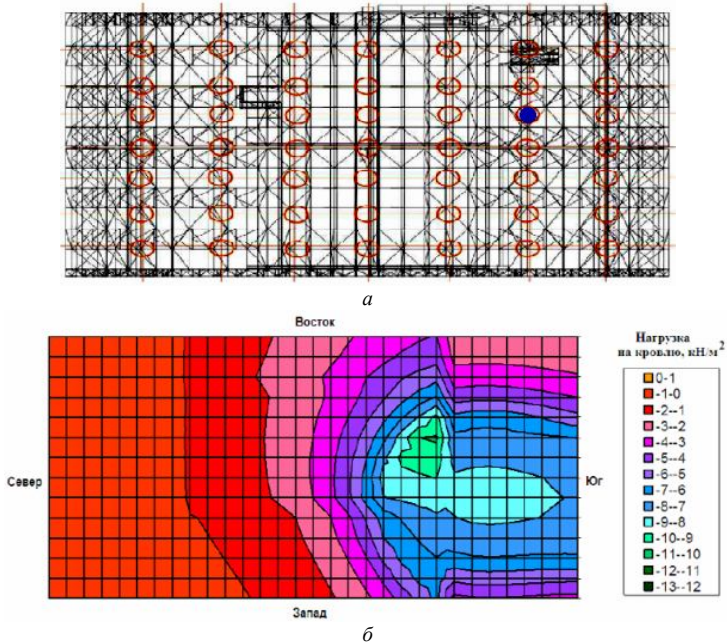 а
Восток
Север
Юг
Запад
Нагрузка
на кровлю, кН/м²
0-1
-1-0
-2--1
-3--2
-4--3
-5--4
-6--5
-7--6
-8--7
-9--8
-10--9
-11--10
-12--11
-13--12
б